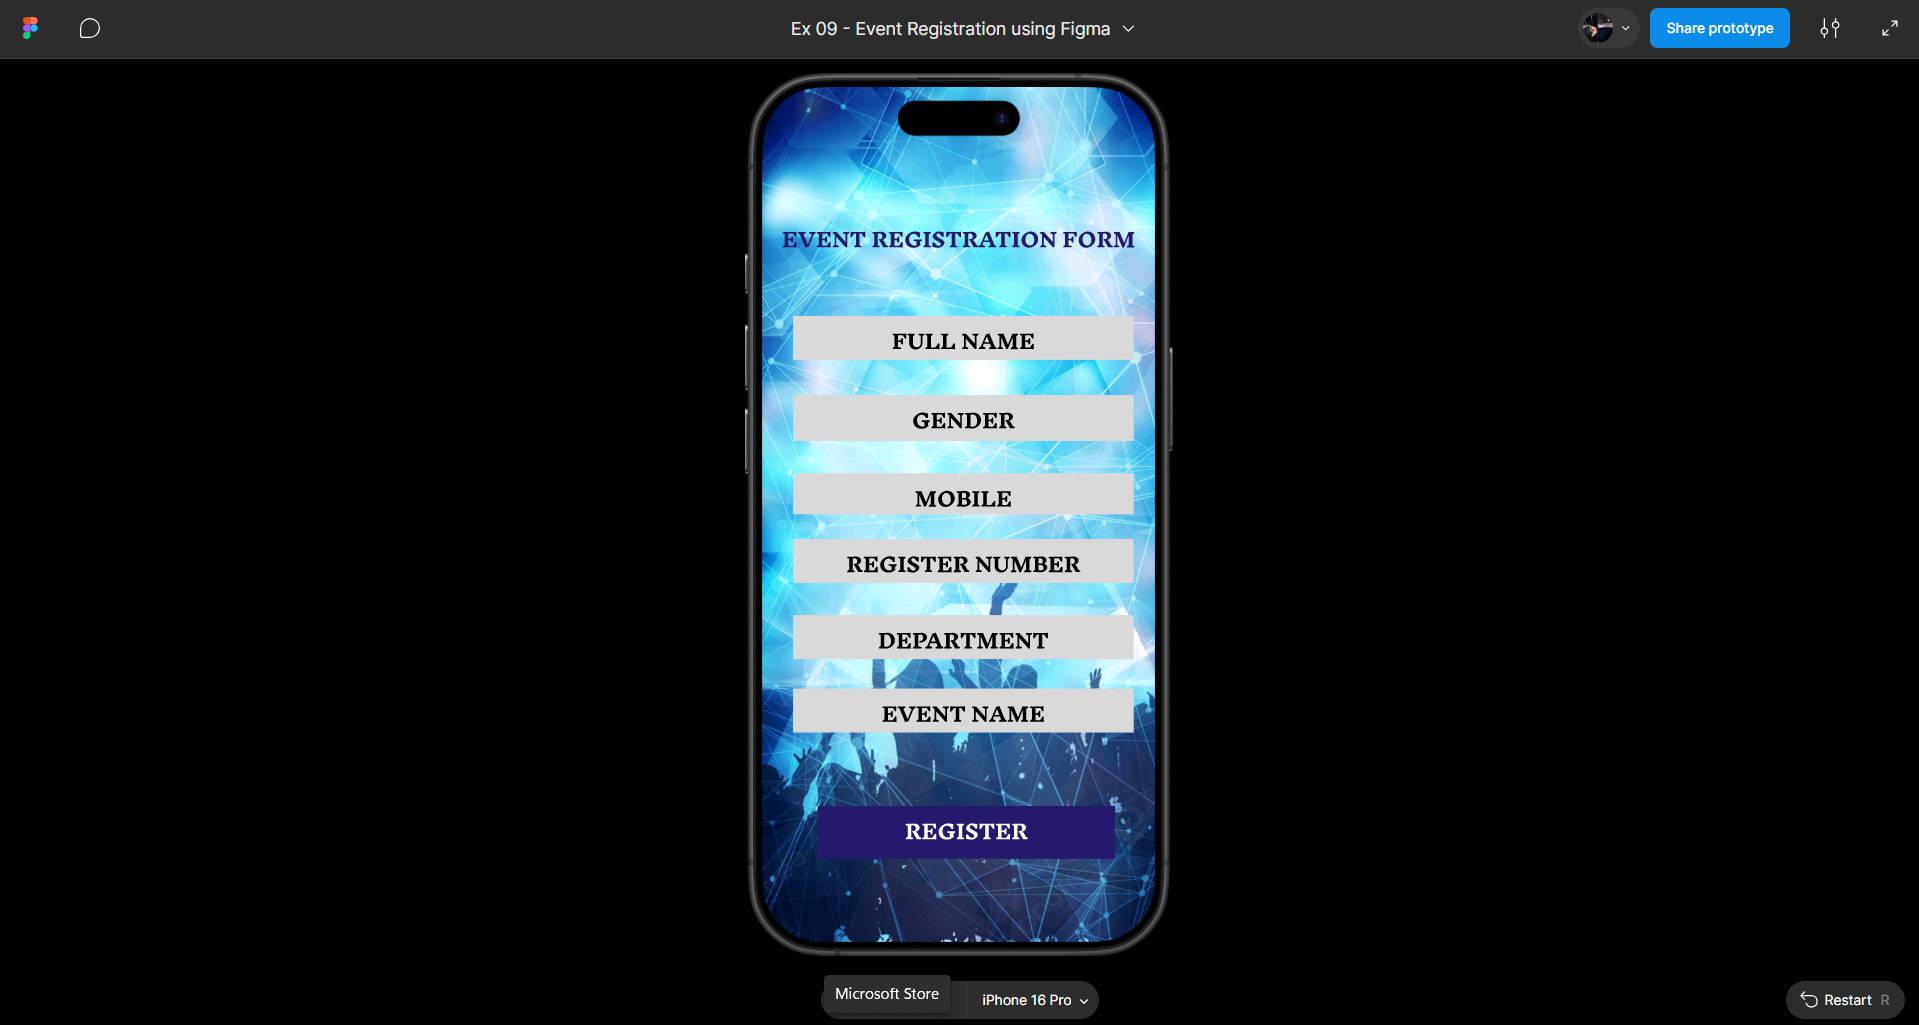 Ex 09 - Event Registration using Figma
Share prototype
EVENT REGISTRATION FORM
FULL NAME
GENDER
MOBILE
REGISTER NUMBER
DEPARTMENT
EVENT NAME
REGISTER
Microsoft Store
iPhone 16 Pro
Restart R